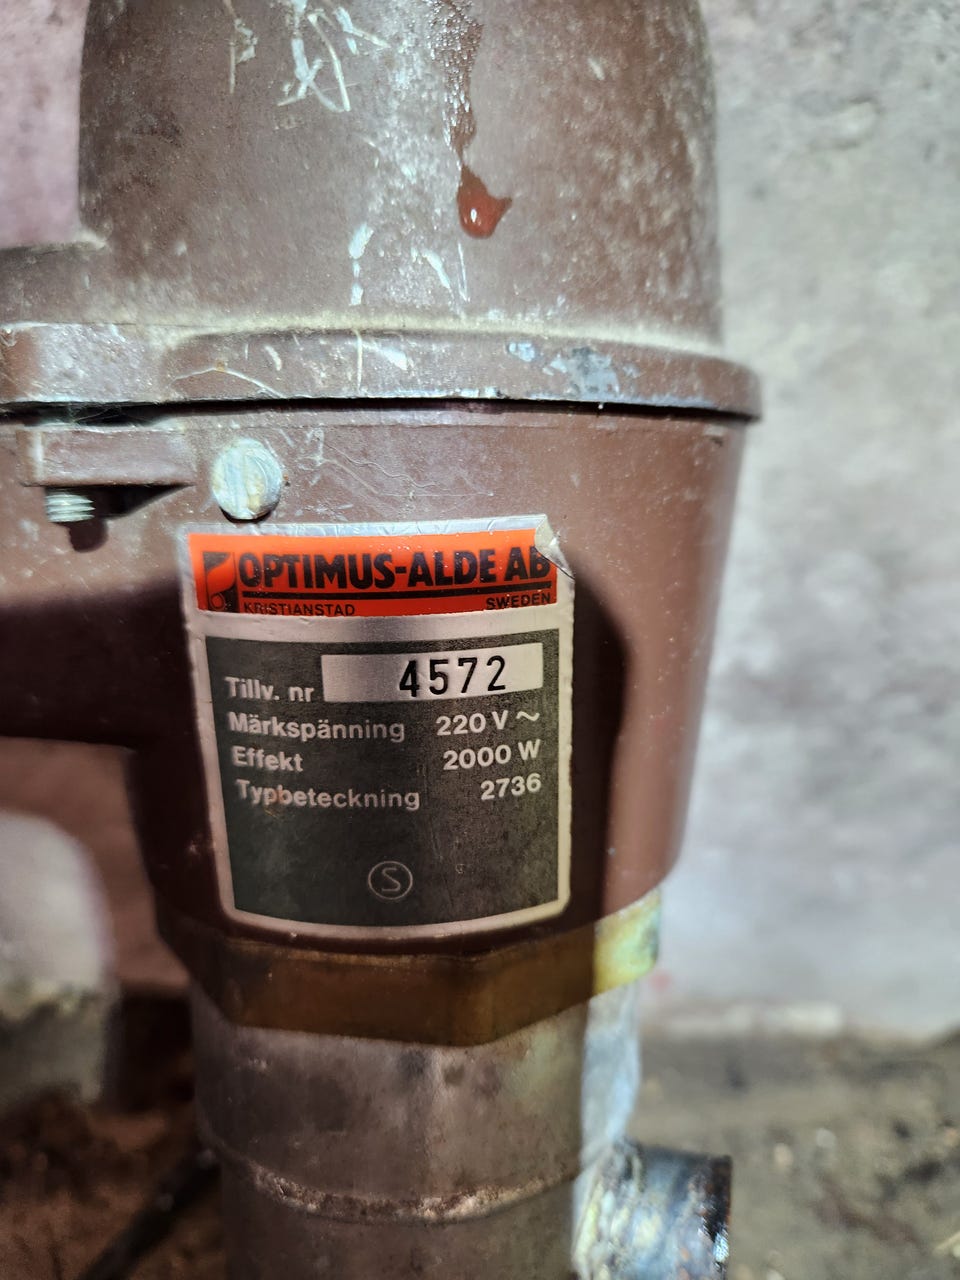 OPTIMUS-ALDE AB
KRISTIANSTAD SWEDEN
Tillv. nr 4572
Märkspänning 220 V ~
Effekt 2000 W
Typbeteckning 2736
S